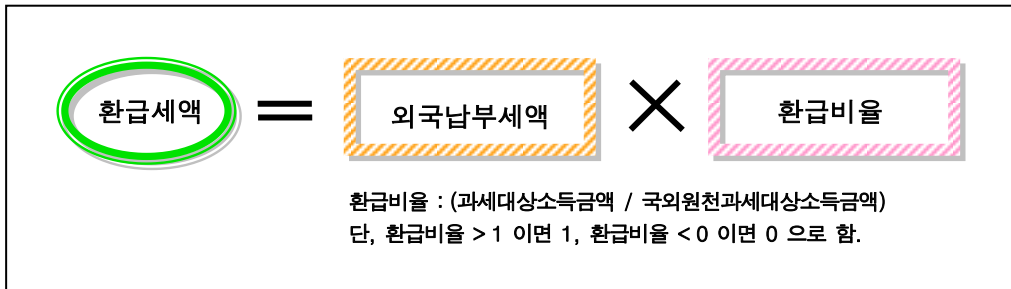 환급세액 = 외국납부세액 × 환급비율
환급비율 : (과세대상소득금액 / 국외원천과세대상소득금액)
단, 환급비율 > 1 이면 1, 환급비율 < 0 이면 0 으로 함.